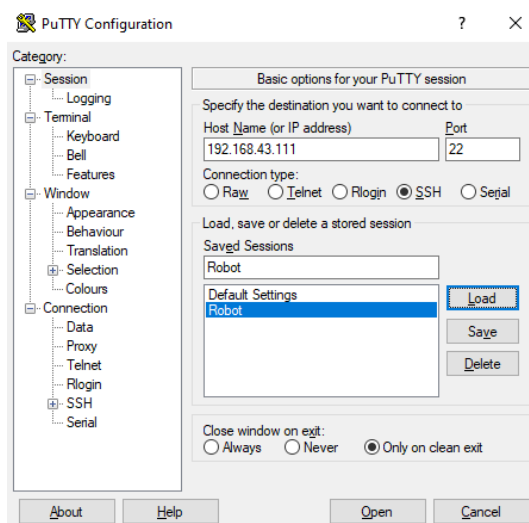 PuTTY Configuration ? ×
Category:
Session
Logging
Terminal
Keyboard
Bell
Features
Window
Appearance
Behaviour
Translation
Selection
Colours
Connection
Data
Proxy
Telnet
Rlogin
SSH
Serial
Basic options for your PuTTY session
Specify the destination you want to connect to
Host Name (or IP address) Port
192.168.43.111 22
Connection type:
Raw Telnet Rlogin SSH Serial
Load, save or delete a stored session
Saved Sessions
Robot
Default Settings
Robot
Load
Save
Delete
Close window on exit:
Always Never Only on clean exit
About Help Open Cancel